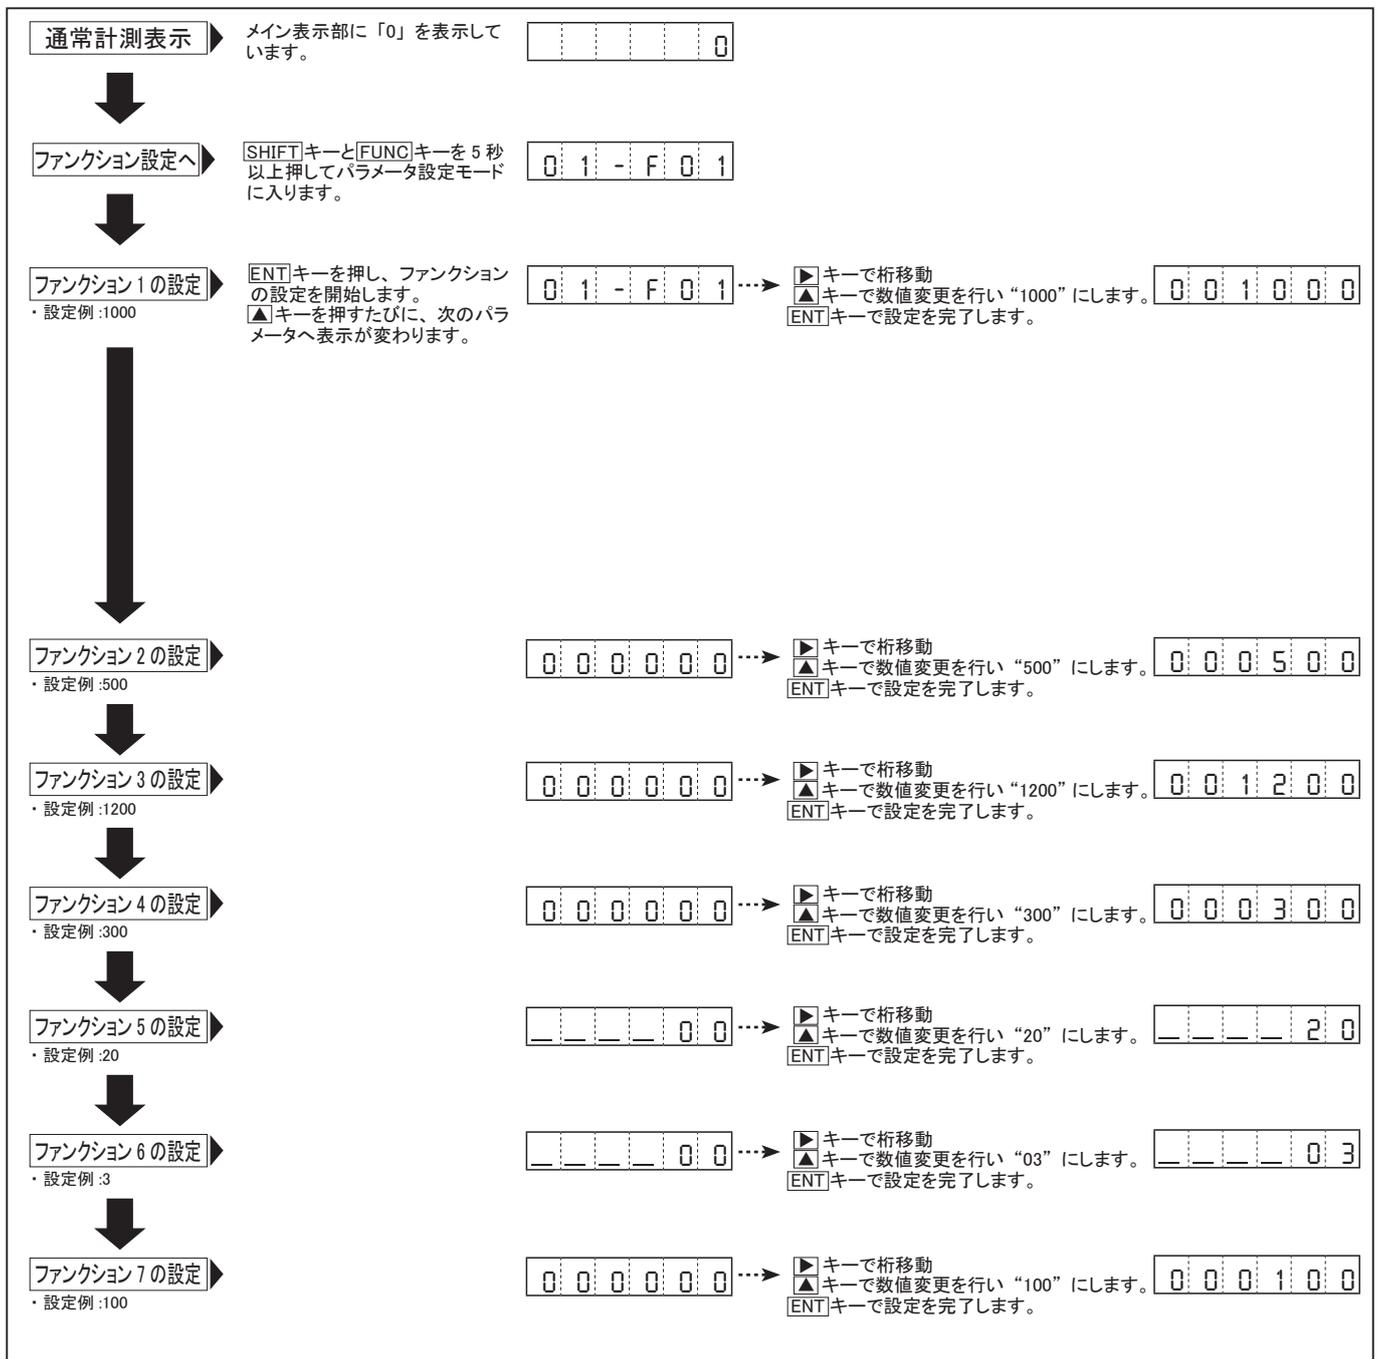 通常計測表示
メイン表示部に「0」を表示して
います。
0
ファンクション設定へ
SHIFTキーとFUNCキーを5秒
以上押してパラメータ設定モード
に入ります。
01-F01
ファンクション1の設定
・設定例:1000
ENTキーを押し、ファンクション
の設定を開始します。
▲キーを押すたびに、次のパラ
メータへ表示が変わります。
01-F01
▶キーで桁移動
▲キーで数値変更を行い“1000”にします。
ENTキーで設定を完了します。
001000
ファンクション2の設定
・設定例:500
000000
▶キーで桁移動
▲キーで数値変更を行い“500”にします。
ENTキーで設定を完了します。
000500
ファンクション3の設定
・設定例:1200
000000
▶キーで桁移動
▲キーで数値変更を行い“1200”にします。
ENTキーで設定を完了します。
001200
ファンクション4の設定
・設定例:300
000000
▶キーで桁移動
▲キーで数値変更を行い“300”にします。
ENTキーで設定を完了します。
000300
ファンクション5の設定
・設定例:20
____00
▶キーで桁移動
▲キーで数値変更を行い“20”にします。
ENTキーで設定を完了します。
____20
ファンクション6の設定
・設定例:3
____00
▶キーで桁移動
▲キーで数値変更を行い“03”にします。
ENTキーで設定を完了します。
____03
ファンクション7の設定
・設定例:100
000000
▶キーで桁移動
▲キーで数値変更を行い“100”にします。
ENTキーで設定を完了します。
000100